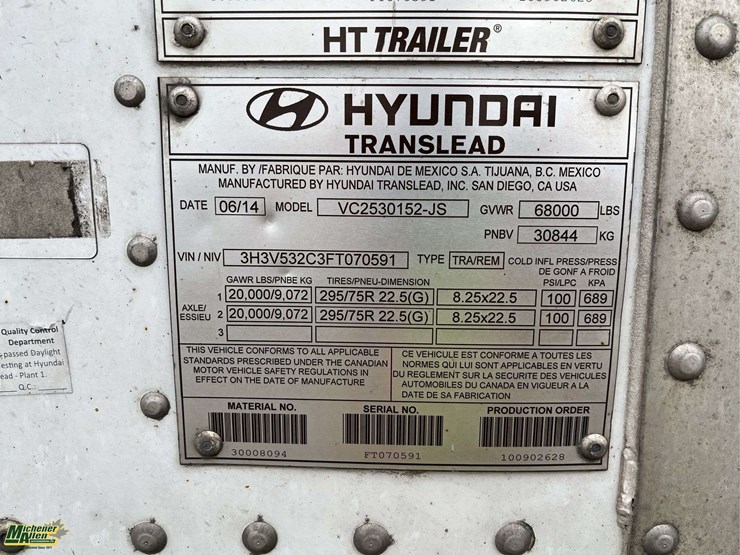 HT TRAILER®
HYUNDAI
TRANSLEAD
MANUF. BY /FABRIQUE PAR: HYUNDAI DE MEXICO S.A. TIJUANA, B.C. MEXICO
MANUFACTURED BY HYUNDAI TRANSLEAD, INC. SAN DIEGO, CA USA
DATE 06/14 MODEL VC2530152-JS GVWR 68000 LBS
PNBV 30844 KG
VIN / NIV 3H3V532C3FT070591 TYPE TRA/REM COLD INFL PRESS/PRESS
DE GONF A FROID
GAWR LBS/PNBE KG TIRES/PNEU-DIMENSION PSI/LPC KPA
1 20,000/9,072 295/75R 22.5(G) 8.25x22.5 100 689
AXLE/
ESSIEU 2 20,000/9,072 295/75R 22.5(G) 8.25x22.5 100 689
3
THIS VEHICLE CONFORMS TO ALL APPLICABLE
STANDARDS PRESCRIBED UNDER THE CANADIAN
MOTOR VEHICLE SAFETY REGULATIONS IN
EFFECT ON THE DATE OF MANUFACTURE
CE VEHICULE EST CONFORME A TOUTES LES
NORMES QUI LUI SONT APPLICABLES EN VERTU
DU REGLEMENT SUR LA SECURITE DES VEHICULES
AUTOMOBILES DU CANADA EN VIGUEUR A LA
DATE DE SA FABRICATION
MATERIAL NO. SERIAL NO. PRODUCTION ORDER
30008094 FT070591 100902628
Quality Control
Department
passed Daylight
esting at Hyundai
ead - Plant 1.
Q.C.:
Michener
Allen